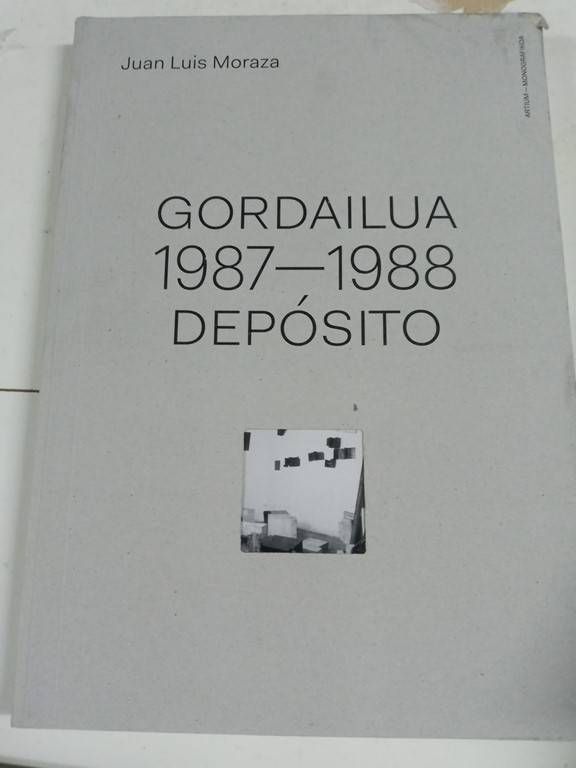 Juan Luis Moraza
ARTIUM — MONOGRAFIKOA
GORDAILUA
1987—1988
DEPÓSITO